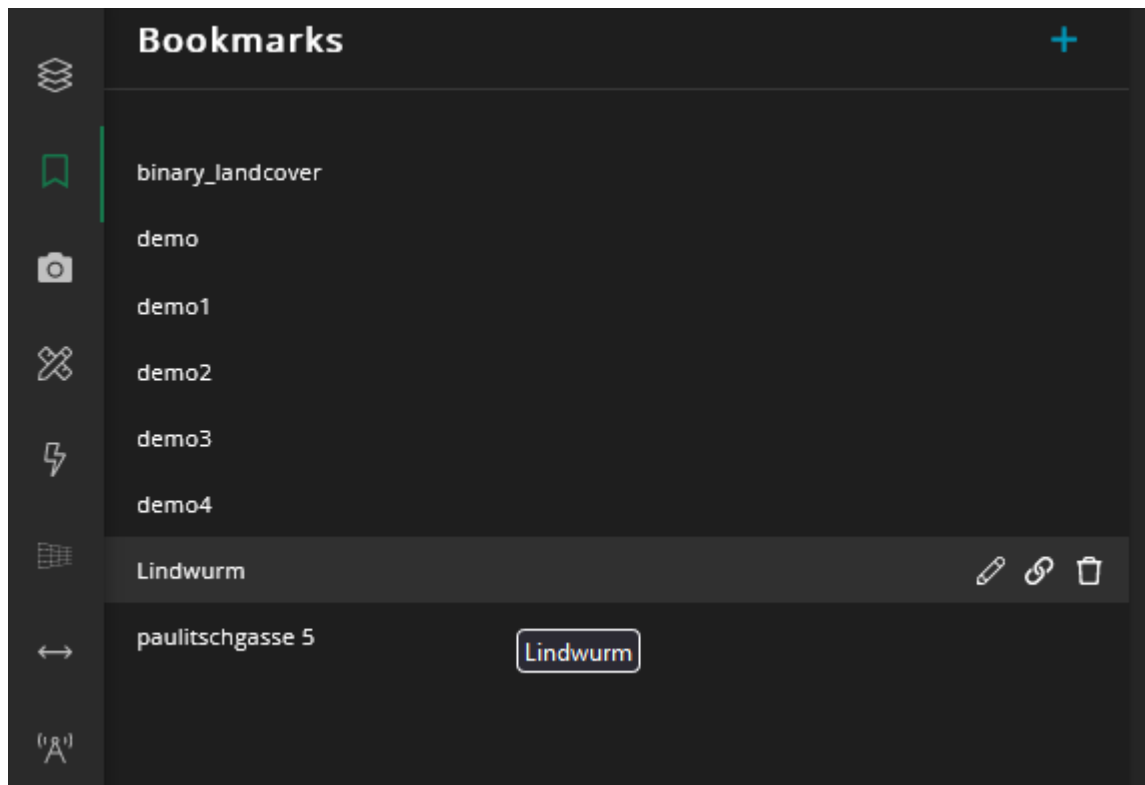 Bookmarks
binary_landcover
demo
demo1
demo2
demo3
demo4
Lindwurm
paulitschgasse 5
Lindwurm